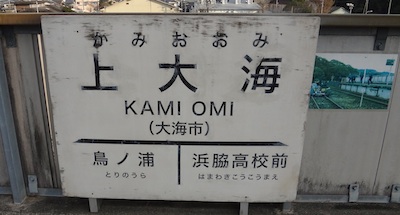 かみおおみ
上大海
KAMI OMI
(大海市)
鳥ノ浦
とりのうら
浜脇高校前
はまわきこうこうまえ